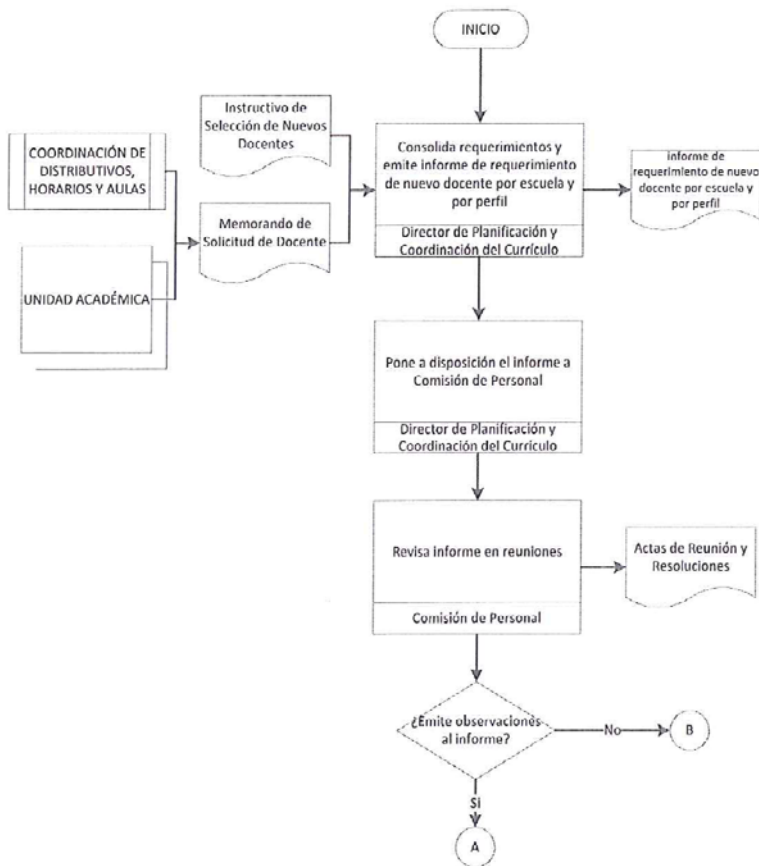 INICIO
Instructivo de
Selección de Nuevos
Docentes
COORDINACIÓN DE
DISTRIBUTIVOS,
HORARIOS Y AULAS
Memorando de
Solicitud de Docente
UNIDAD ACADÉMICA
Consolida requerimientos y
emite informe de requerimiento
de nuevo docente por escuela y
por perfil
Director de Planificación y
Coordinación del Currículo
Informe de
requerimiento de nuevo
docente por escuela y
por perfil
Pone a disposición el informe a
Comisión de Personal
Director de Planificación y
Coordinación del Currículo
Revisa informe en reuniones
Comisión de Personal
Actas de Reunión y
Resoluciones
¿Emite observaciones
al informe?
No
B
Si
A